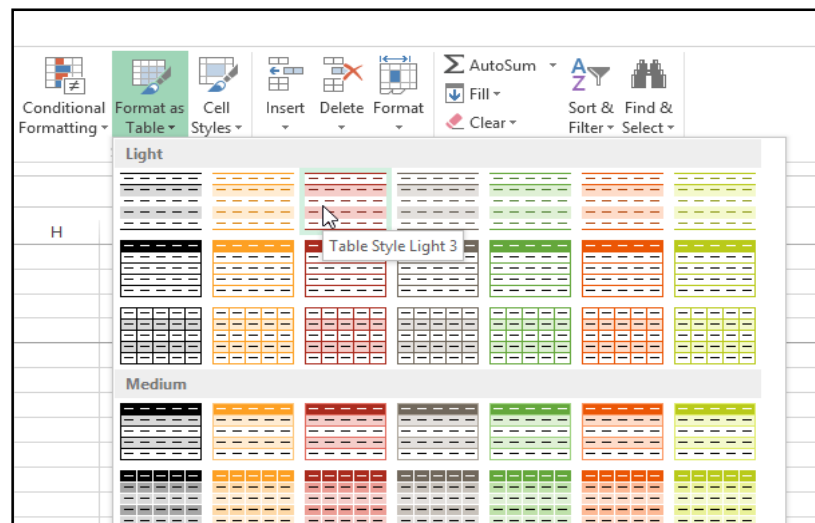 AutoSum
Fill
Clear
Conditional
Formatting
Format as
Table
Cell
Styles
Insert
Delete
Format
Sort &
Filter
Find &
Select
A
Z
Light
H
Table Style Light 3
Medium